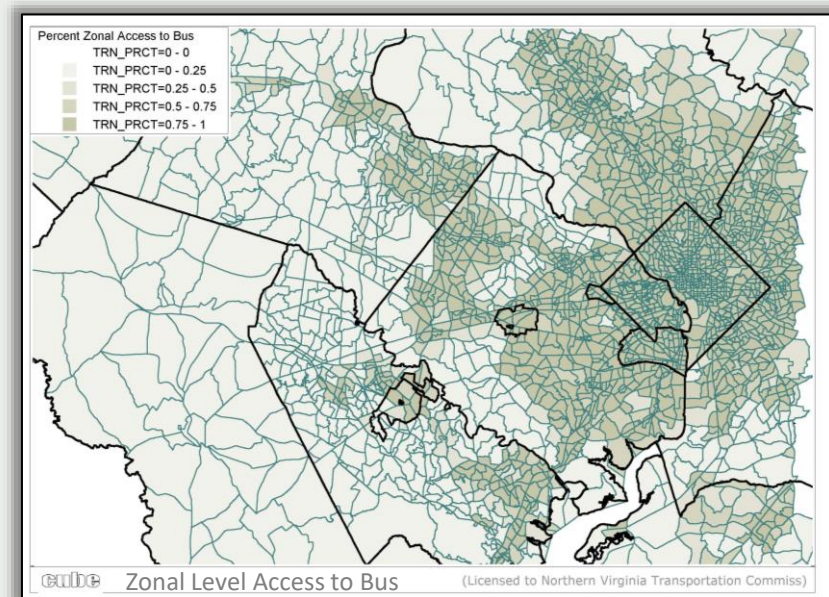 Percent Zonal Access to Bus
TRN_PRCT=0 - 0
TRN_PRCT=0 - 0.25
TRN_PRCT=0.25 - 0.5
TRN_PRCT=0.5 - 0.75
TRN_PRCT=0.75 - 1
cube Zonal Level Access to Bus (Licensed to Northern Virginia Transportation Commiss)